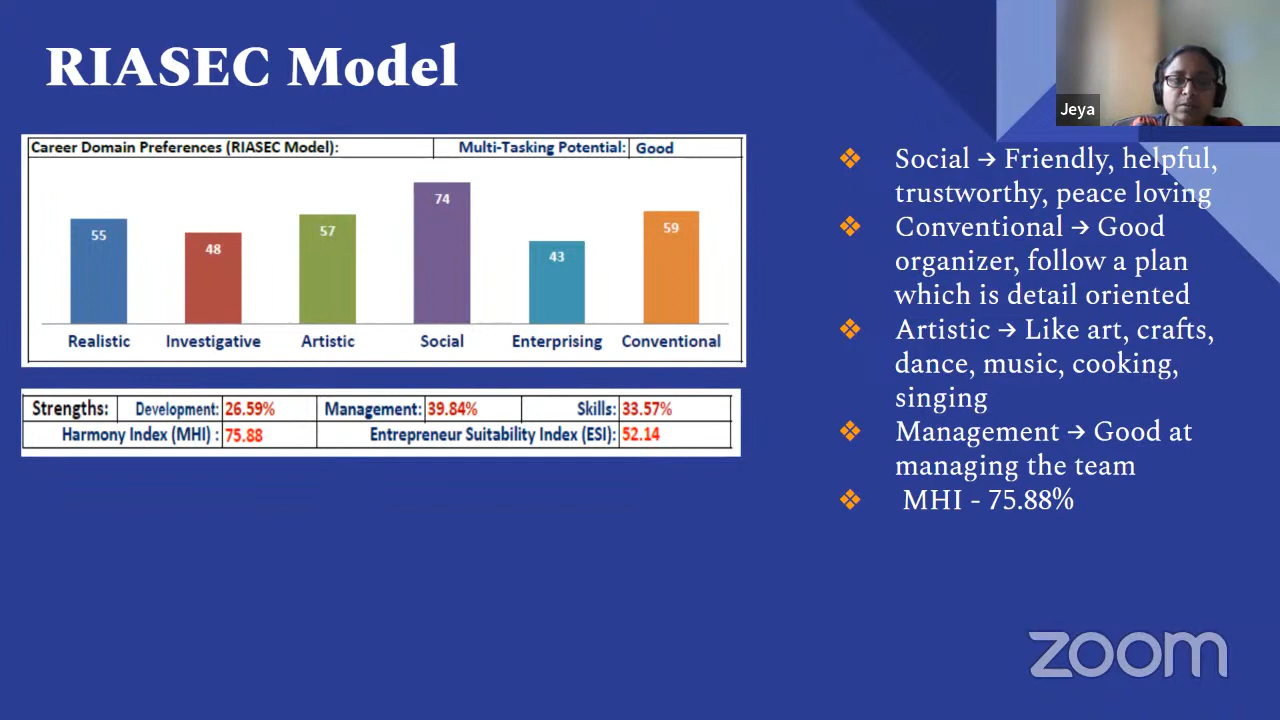 RIASEC Model
Jeya
Career Domain Preferences (RIASEC Model): Multi-Tasking Potential: Good
55 48 57 74 43 59
Realistic Investigative Artistic Social Enterprising Conventional
Strengths: Development: 26.59% Management: 39.84% Skills: 33.57%
Harmony Index (MHI) : 75.88 Entrepreneur Suitability Index (ESI): 52.14
❖ Social → Friendly, helpful,
trustworthy, peace loving
❖ Conventional → Good
organizer, follow a plan
which is detail oriented
❖ Artistic → Like art, crafts,
dance, music, cooking,
singing
❖ Management → Good at
managing the team
❖ MHI - 75.88%
zoom